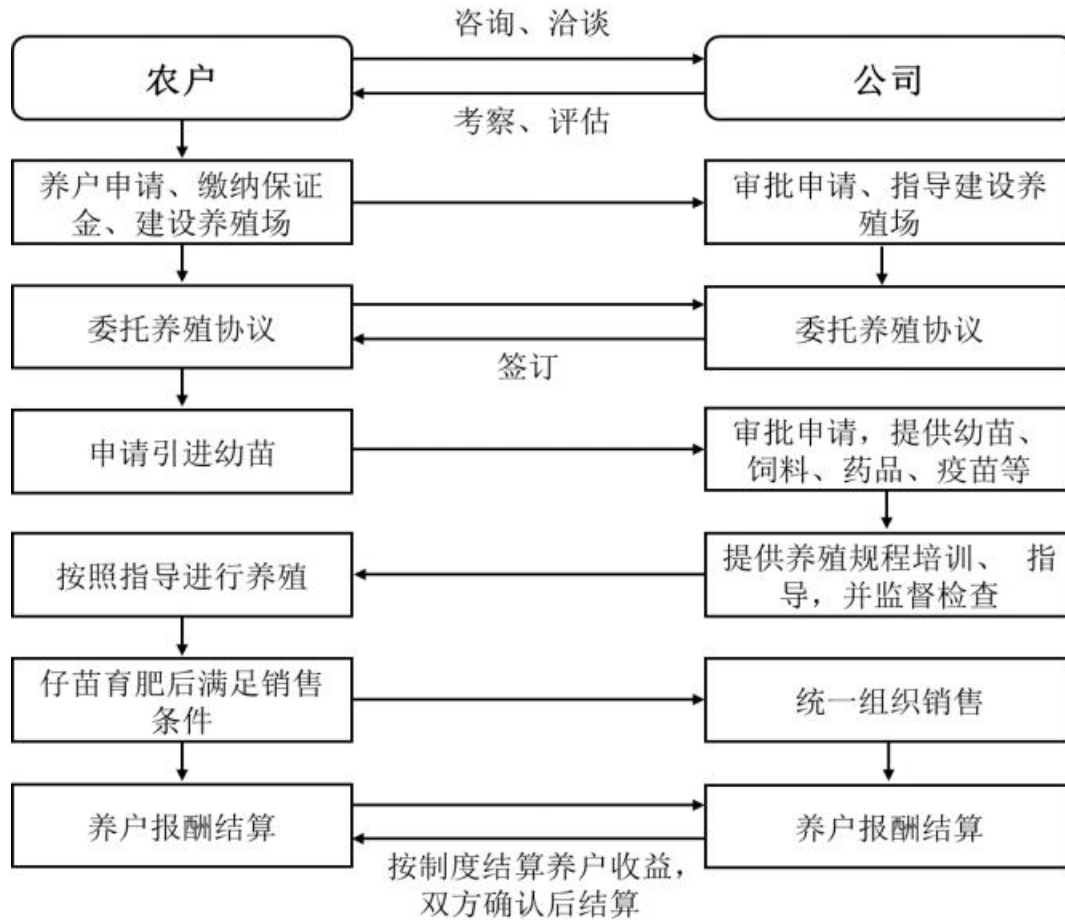 咨询、洽谈
农户
公司
考察、评估
养户申请、缴纳保证
金、建设养殖场
审批申请、指导建设养
殖场
委托养殖协议
委托养殖协议
签订
申请引进幼苗
审批申请，提供幼苗、
饲料、药品、疫苗等
按照指导进行养殖
提供养殖规程培训、 指
导，并监督检查
仔苗育肥后满足销售
条件
统一组织销售
养户报酬结算
养户报酬结算
按制度结算养户收益，
双方确认后结算